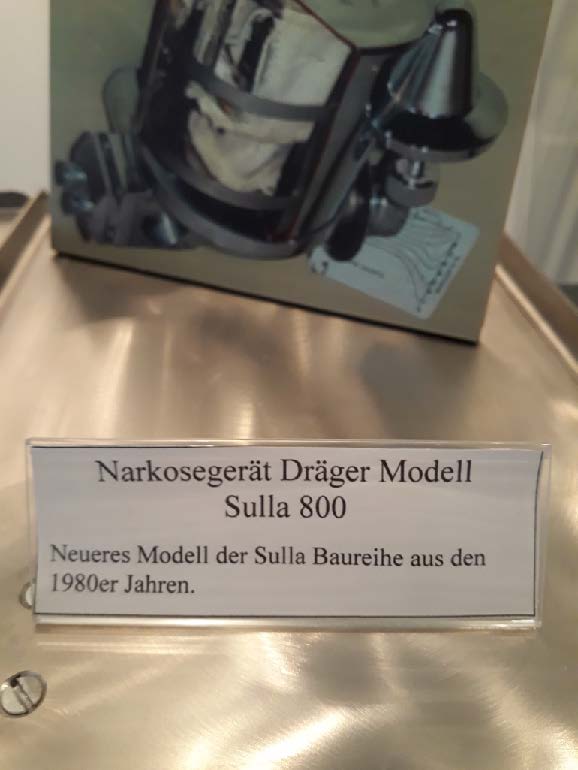 Narkosegerät Dräger Modell
Sulla 800
Neueres Modell der Sulla Baureihe aus den
1980er Jahren.